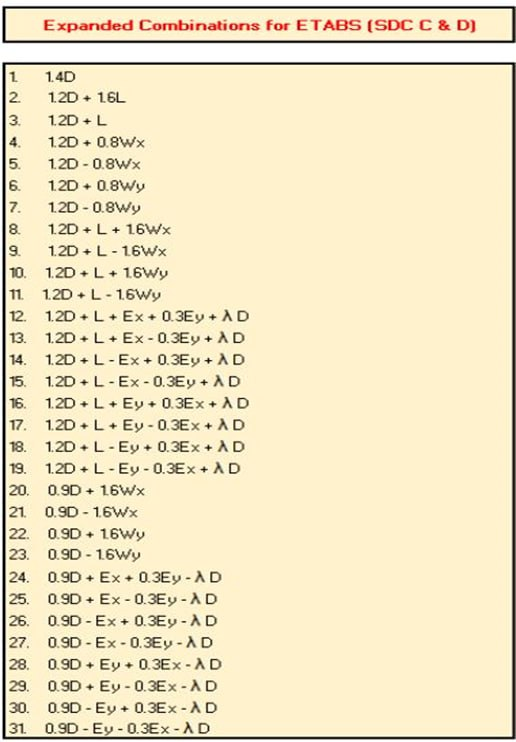 Expanded Combinations for ETABS (SDC C & D)
1. 1.4D
2. 1.2D + 1.6L
3. 1.2D + L
4. 1.2D + 0.8Wx
5. 1.2D - 0.8Wx
6. 1.2D + 0.8Wy
7. 1.2D - 0.8Wy
8. 1.2D + L + 1.6Wx
9. 1.2D + L - 1.6Wx
10. 1.2D + L + 1.6Wy
11. 1.2D + L - 1.6Wy
12. 1.2D + L + Ex + 0.3Ey + λ D
13. 1.2D + L + Ex - 0.3Ey + λ D
14. 1.2D + L - Ex + 0.3Ey + λ D
15. 1.2D + L - Ex - 0.3Ey + λ D
16. 1.2D + L + Ey + 0.3Ex + λ D
17. 1.2D + L + Ey - 0.3Ex + λ D
18. 1.2D + L - Ey + 0.3Ex + λ D
19. 1.2D + L - Ey - 0.3Ex + λ D
20. 0.9D + 1.6Wx
21. 0.9D - 1.6Wx
22. 0.9D + 1.6Wy
23. 0.9D - 1.6Wy
24. 0.9D + Ex + 0.3Ey - λ D
25. 0.9D + Ex - 0.3Ey - λ D
26. 0.9D - Ex + 0.3Ey - λ D
27. 0.9D - Ex - 0.3Ey - λ D
28. 0.9D + Ey + 0.3Ex - λ D
29. 0.9D + Ey - 0.3Ex - λ D
30. 0.9D - Ey + 0.3Ex - λ D
31. 0.9D - Ey - 0.3Ex - λ D